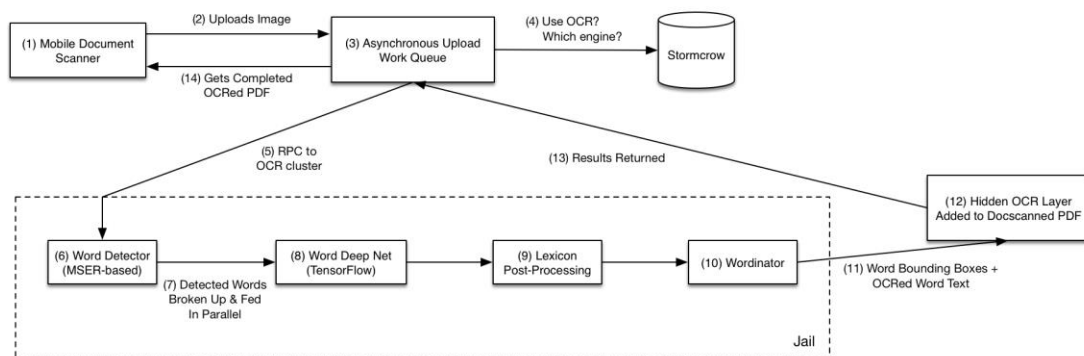 (1) Mobile Document
Scanner
(2) Uploads Image
(14) Gets Completed
OCRed PDF
(3) Asynchronous Upload
Work Queue
(4) Use OCR?
Which engine?
Stormcrow
(5) RPC to
OCR cluster
(13) Results Returned
(12) Hidden OCR Layer
Added to Docscanned PDF
(6) Word Detector
(MSER-based)
(7) Detected Words
Broken Up & Fed
In Parallel
(8) Word Deep Net
(TensorFlow)
(9) Lexicon
Post-Processing
(10) Wordinator
(11) Word Bounding Boxes +
OCRed Word Text
Jail